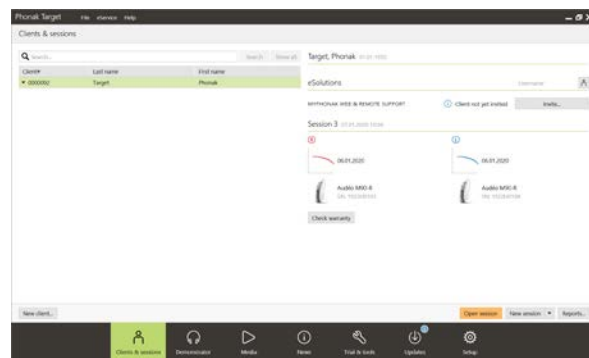 Phonak Target File eService Help
Clients & sessions
Search... Search Show all
Client# Last name First name
0000002 Target Phonak
Target, Phonak
eSolutions Username
MYPHONAK WEB & REMOTE SUPPORT Client not yet invited Invite...
Session 3
06.01.2020 06.01.2020
Audéo M90-R Audéo M90-R
Check warranty
New client... Open session New session Reports...
Clients & sessions Demonstrator Media News Trial & tools Updates Setup